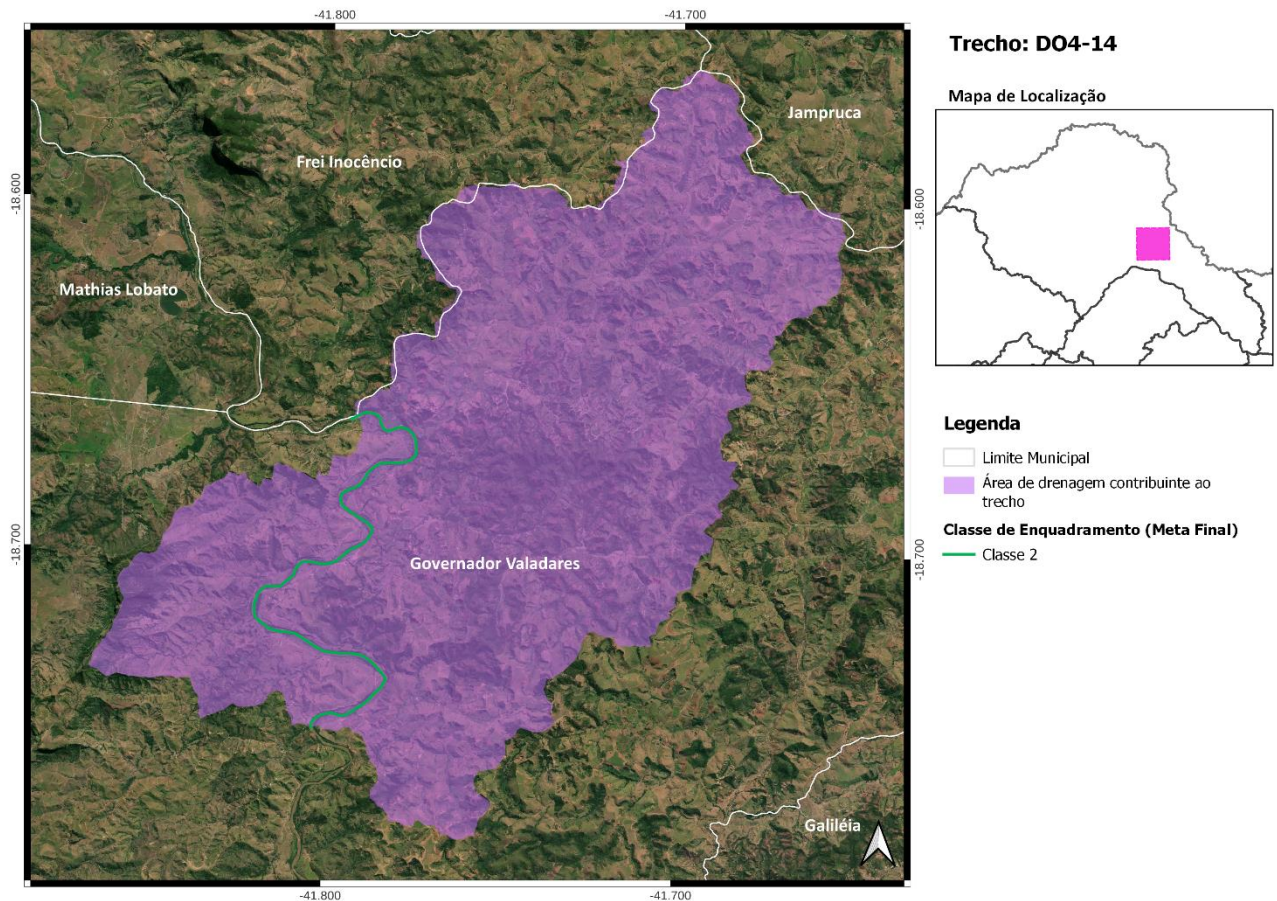 -41.800
-41.700
Trecho: DO4-14
Mapa de Localização
Jampruca
Frei Inocêncio
-18.600
-18.600
Mathias Lobato
Legenda
Limite Municipal
Área de drenagem contribuinte ao
trecho
Classe de Enquadramento (Meta Final)
Classe 2
-18.700
-18.700
Governador Valadares
Galiléia
-41.800
-41.700